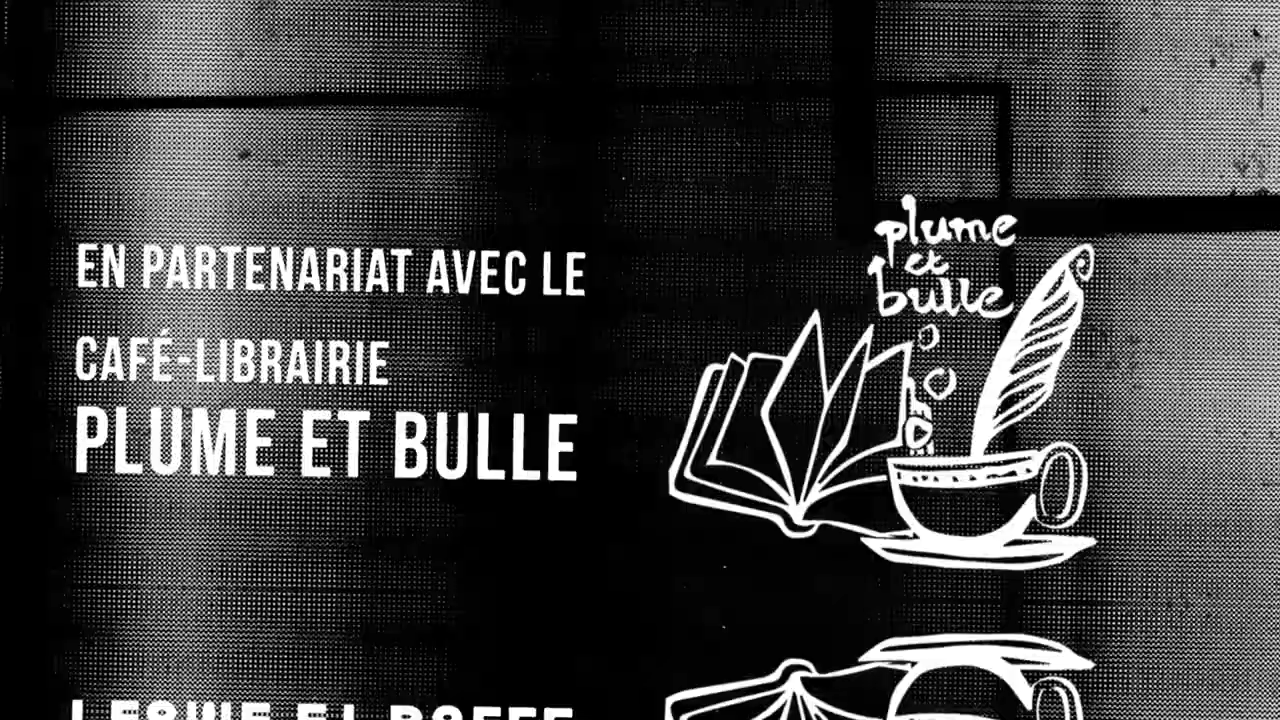 EN PARTENARIAT AVEC LE
CAFÉ-LIBRAIRIE
PLUME ET BULLE
plume
et
bulle